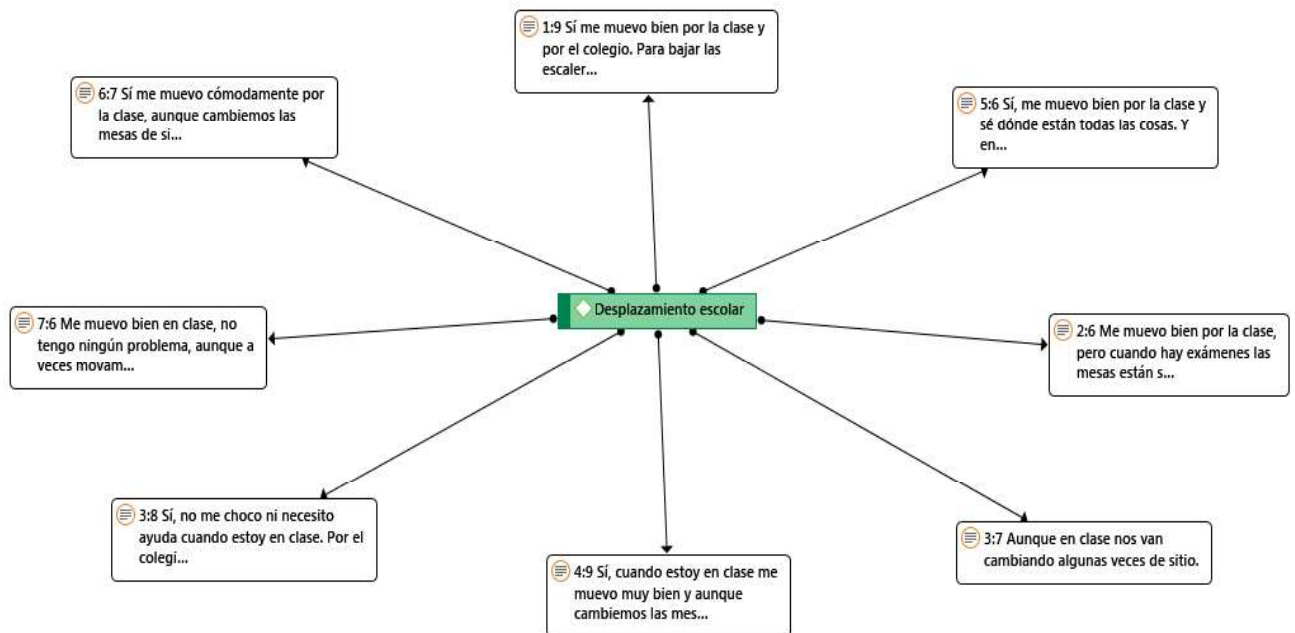 1:9 Sí me muevo bien por la clase y
por el colegio. Para bajar las
escaler...
6:7 Sí me muevo cómodamente por
la clase, aunque cambiemos las
mesas de si...
5:6 Sí, me muevo bien por la clase y
sé dónde están todas las cosas. Y
en...
Desplazamiento escolar
7:6 Me muevo bien en clase, no
tengo ningún problema, aunque a
veces movam...
2:6 Me muevo bien por la clase,
pero cuando hay exámenes las
mesas están s...
3:8 Sí, no me choco ni necesito
ayuda cuando estoy en clase. Por el
colegi...
4:9 Sí, cuando estoy en clase me
muevo muy bien y aunque
cambiemos las mes...
3:7 Aunque en clase nos van
cambiando algunas veces de sitio.